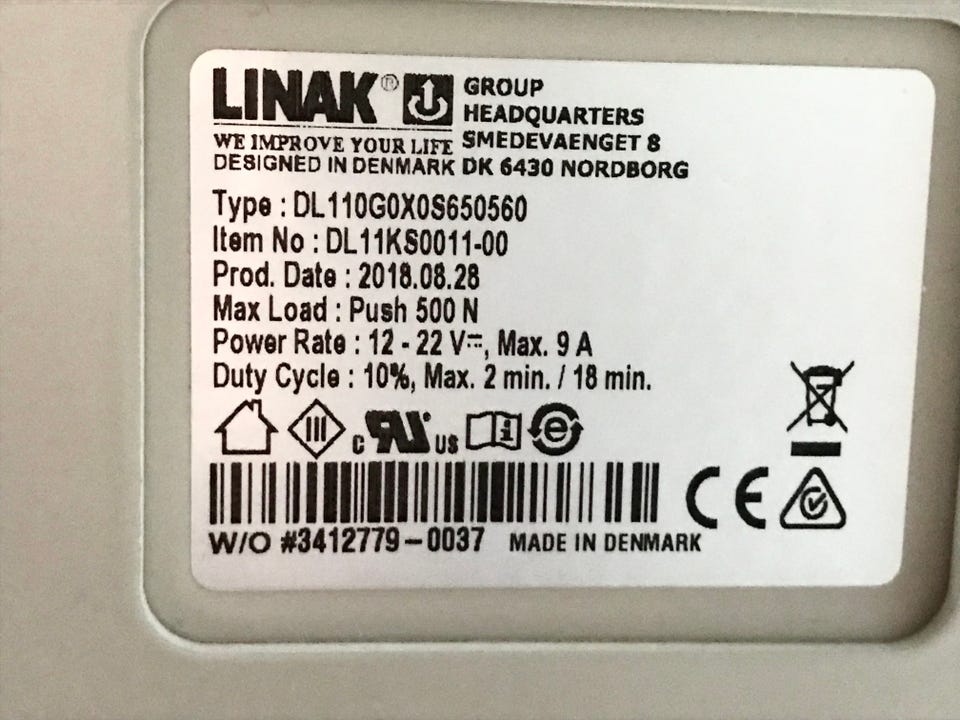 LINAK® GROUP
HEADQUARTERS
WE IMPROVE YOUR LIFE SMEDEVAENGET 8
DESIGNED IN DENMARK DK 6430 NORDBORG
Type : DL110G0X0S650560
Item No : DL11KS0011-00
Prod. Date : 2018.08.28
Max Load : Push 500 N
Power Rate : 12 - 22 V⎓, Max. 9 A
Duty Cycle : 10%, Max. 2 min. / 18 min.
III c RU US i e
CE
W/O #3412779-0037 MADE IN DENMARK